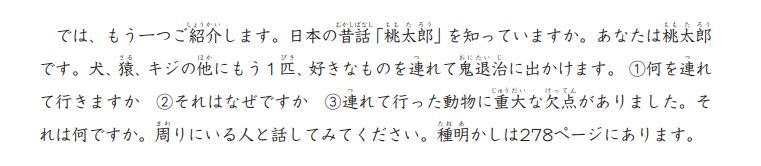 では、もう一つご紹介します。日本の昔話「桃太郎」を知っていますか。あなたは桃太郎
です。犬、猿、キジの他にもう１匹、好きなものを連れて鬼退治に出かけます。 ①何を連れ
て行きますか　②それはなぜですか　③連れて行った動物に重大な欠点がありました。そ
れは何ですか。周りにいる人と話してみてください。種明かしは278ページにあります。